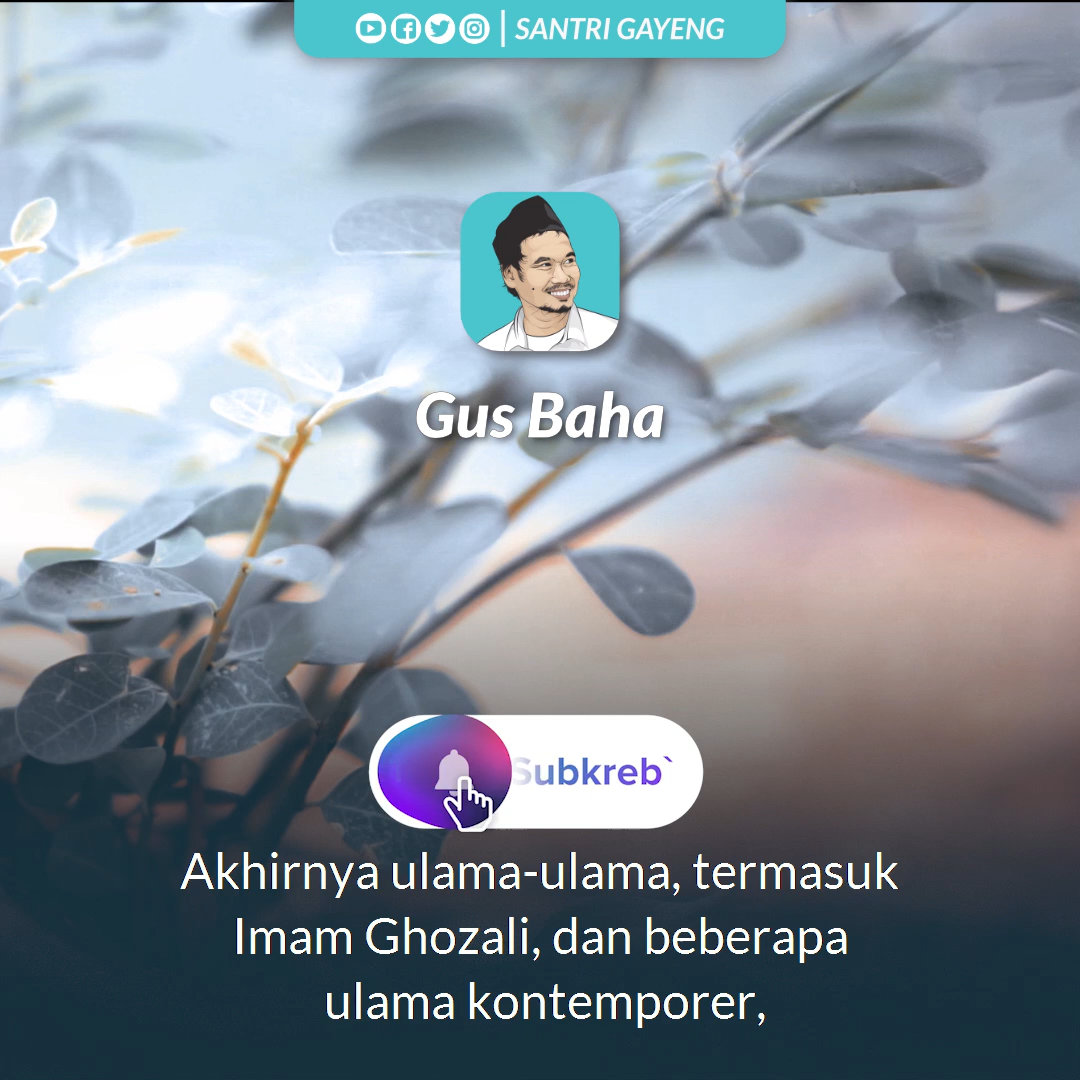 | SANTRI GAYENG
Gus Baha
Subkreb`
Akhirnya ulama-ulama, termasuk
Imam Ghozali, dan beberapa
ulama kontemporer,